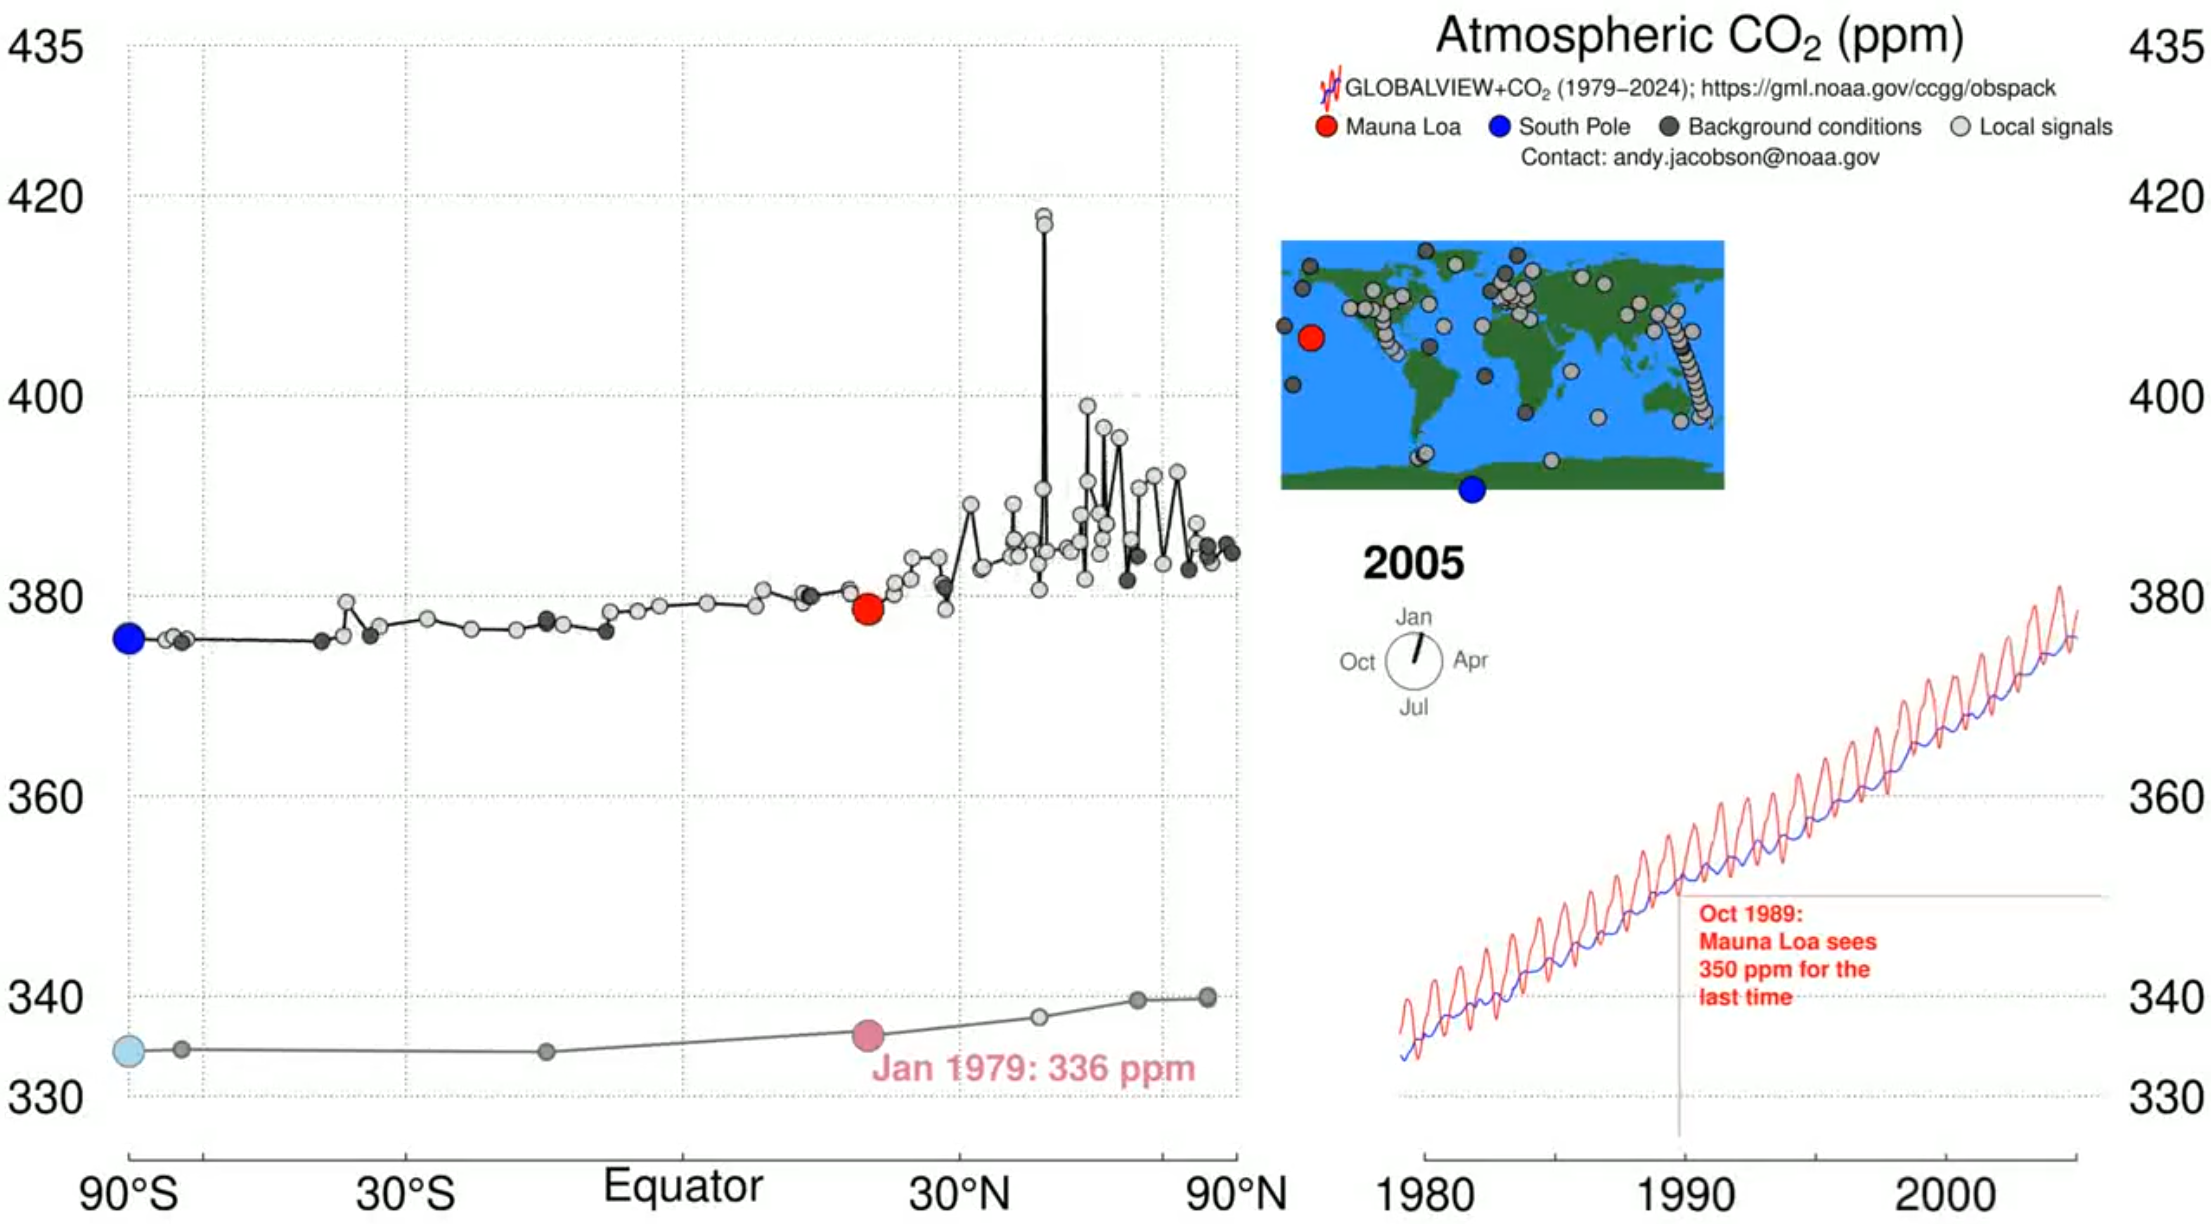 Atmospheric CO₂ (ppm)
GLOBALVIEW+CO₂ (1979–2024); https://gml.noaa.gov/ccgg/obspack
Mauna Loa South Pole Background conditions Local signals
Contact: andy.jacobson@noaa.gov
435
420
400
380
360
340
330
Jan 1979: 336 ppm
90°S 30°S Equator 30°N 90°N
2005
Jan
Oct Apr
Jul
435
420
400
380
360
340
330
Oct 1989:
Mauna Loa sees
350 ppm for the
last time
1980 1990 2000